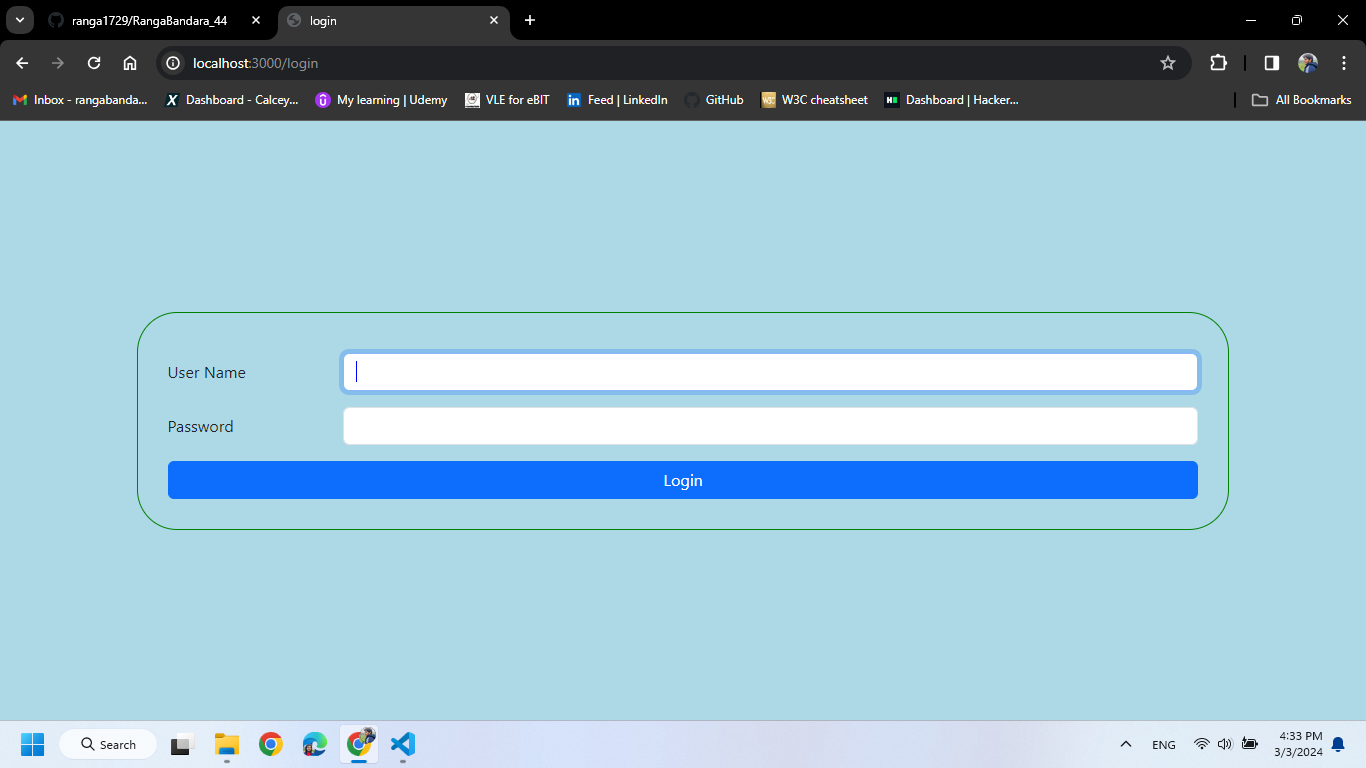 ranga1729/RangaBandara_44
login
localhost:3000/login
Inbox - rangabanda...
Dashboard - Calcey...
My learning | Udemy
VLE for eBIT
Feed | LinkedIn
GitHub
W3C cheatsheet
Dashboard | Hacker...
All Bookmarks
User Name
Password
Login
Search
ENG
4:33 PM
3/3/2024